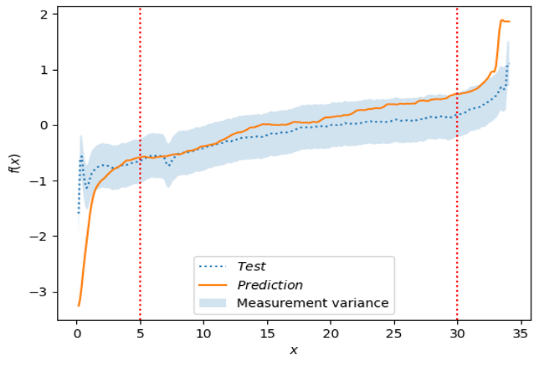 2
1
0
−1
−2
−3
f(x)
Test
Prediction
Measurement variance
0 5 10 15 20 25 30 35
x